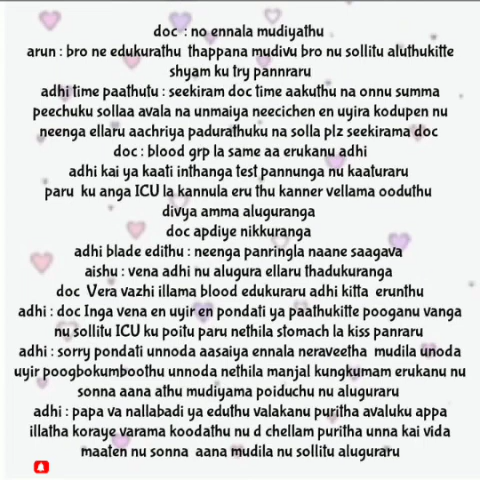 doc : no ennala mudiyathu
arun : bro ne edukurathu thappana mudivu bro nu sollitu aluthukitte
shyam ku try pannraru
adhi time paathutu : seekiram doc time aakuthu na onnu summa
peechuku sollaa avala na unmaiya neecichen en uyira kodupen nu
neenga ellaru aachriya padurathuku na solla plz seekirama doc
doc : blood grp la same aa erukanu adhi
adhi kai ya kaati inthanga test pannunga nu kaaturaru
paru ku anga ICU la kannula eru thu kanner vellama ooduthu
divya amma aluguranga
doc apdiye nikkuranga
adhi blade edithu : neenga panringla naane saagava
aishu : vena adhi nu alugura ellaru thadukuranga
doc Vera vazhi illama blood edukuraru adhi kitta erunthu
adhi : doc Inga vena en uyir en pondati ya paathukitte pooganu vanga
nu sollitu ICU ku poitu paru nethila stomach la kiss panraru
adhi : sorry pondati unnoda aasaiya ennala neraveetha mudila unoda
uyir poogbokumboothu unnoda nethila manjal kungkumam erukanu nu
sonna aana athu mudiyama poiduchu nu aluguraru
adhi : papa va nallabadi ya eduthu valakanu puritha avaluku appa
illatha koraye varama koodathu nu d chellam puritha unna kai vida
maaten nu sonna aana mudila nu sollitu aluguraru